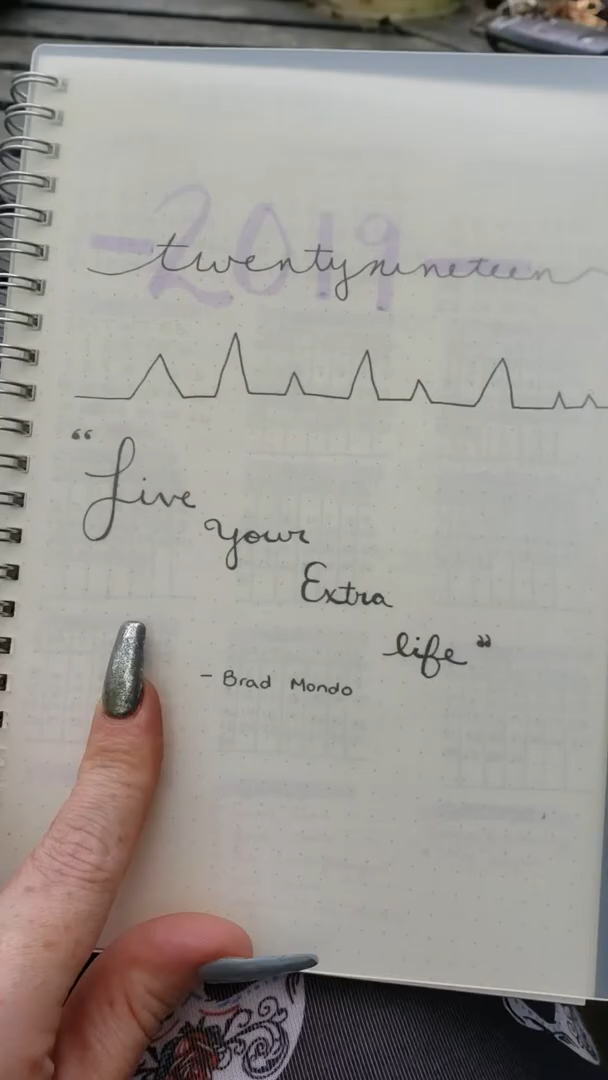 2019
twentynineteen
“Live
your
Extra
life”
- Brad Mondo